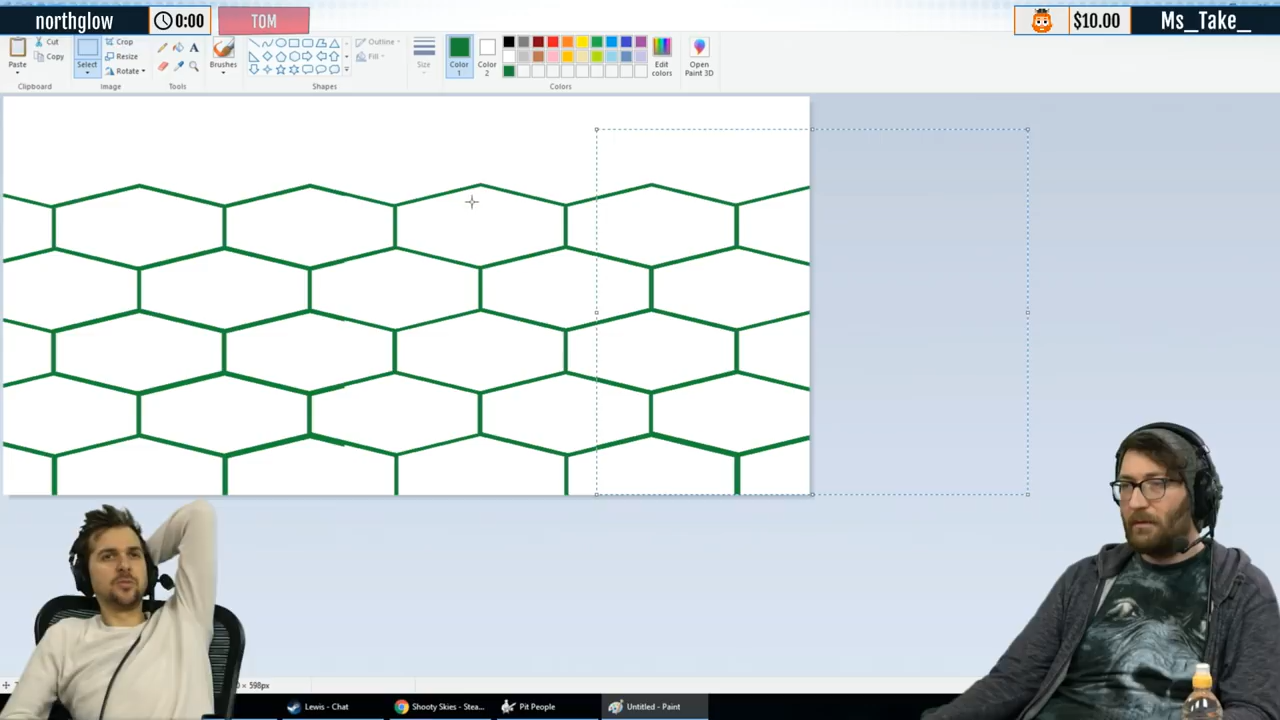 northglow
0:00
TOM
$10.00
Ms_Take_
Paste
Cut
Copy
Clipboard
Select
Crop
Resize
Rotate
Image
Tools
Brushes
Shapes
Outline
Fill
Size
Color 1
Color 2
Edit colors
Colors
Open Paint 3D
× 598px
Lewis - Chat
Shooty Skies - Stea...
Pit People
Untitled - Paint